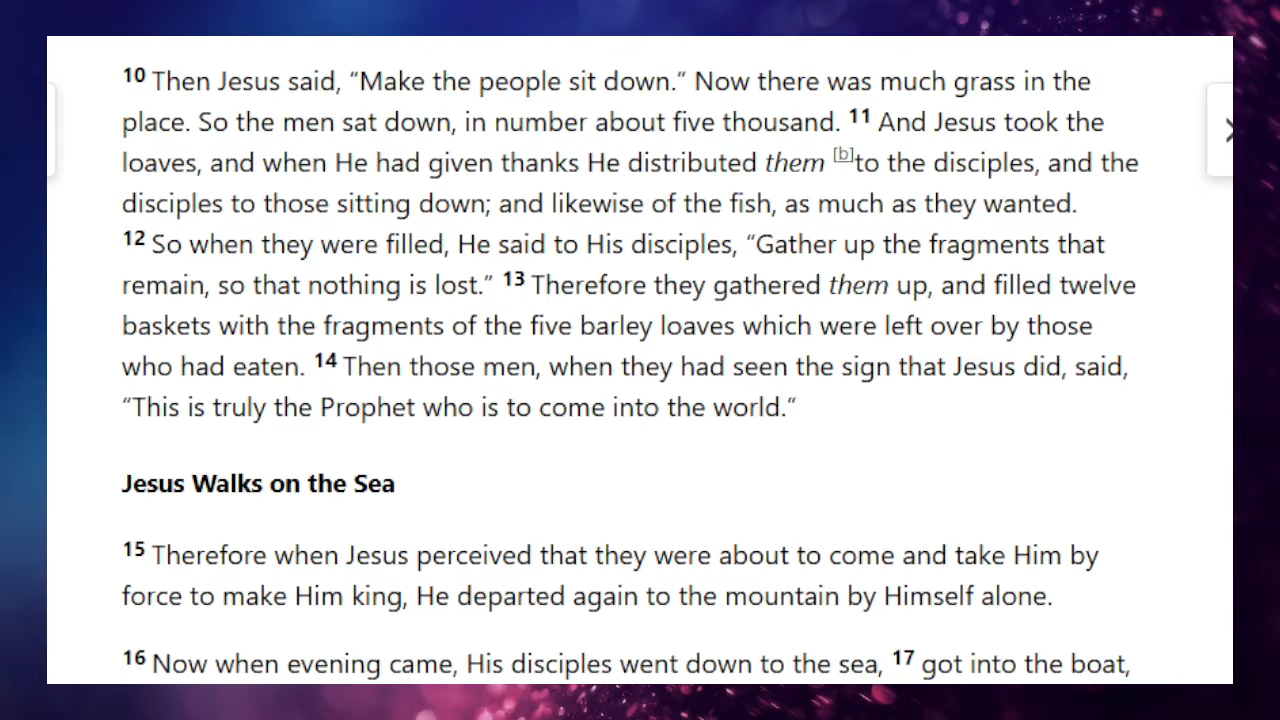 10 Then Jesus said, “Make the people sit down.” Now there was much grass in the
place. So the men sat down, in number about five thousand. 11 And Jesus took the
loaves, and when He had given thanks He distributed them [b]to the disciples, and the
disciples to those sitting down; and likewise of the fish, as much as they wanted.
12 So when they were filled, He said to His disciples, “Gather up the fragments that
remain, so that nothing is lost.” 13 Therefore they gathered them up, and filled twelve
baskets with the fragments of the five barley loaves which were left over by those
who had eaten. 14 Then those men, when they had seen the sign that Jesus did, said,
“This is truly the Prophet who is to come into the world.”
Jesus Walks on the Sea
15 Therefore when Jesus perceived that they were about to come and take Him by
force to make Him king, He departed again to the mountain by Himself alone.
16 Now when evening came, His disciples went down to the sea, 17 got into the boat,